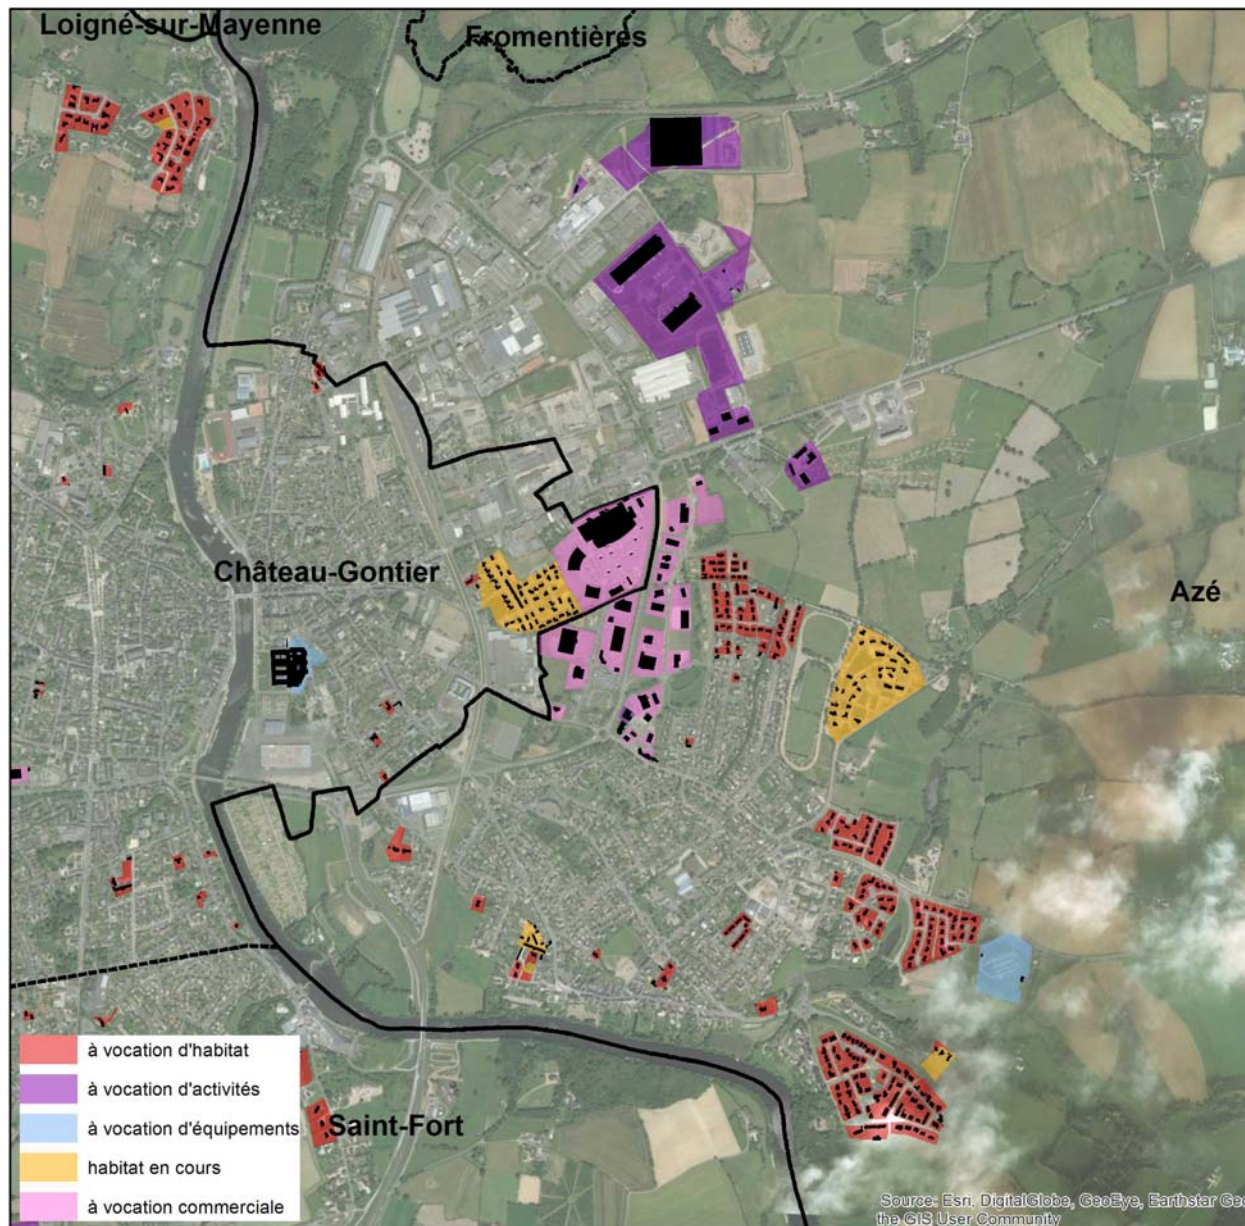 Loigné-sur-Mayenne
Fromentières
Château-Gontier
Azé
à vocation d'habitat
à vocation d'activités
à vocation d'équipements
habitat en cours
à vocation commerciale
Saint-Fort
Source: Esri, DigitalGlobe, GeoEye, Earthstar Geo
the GIS User Community